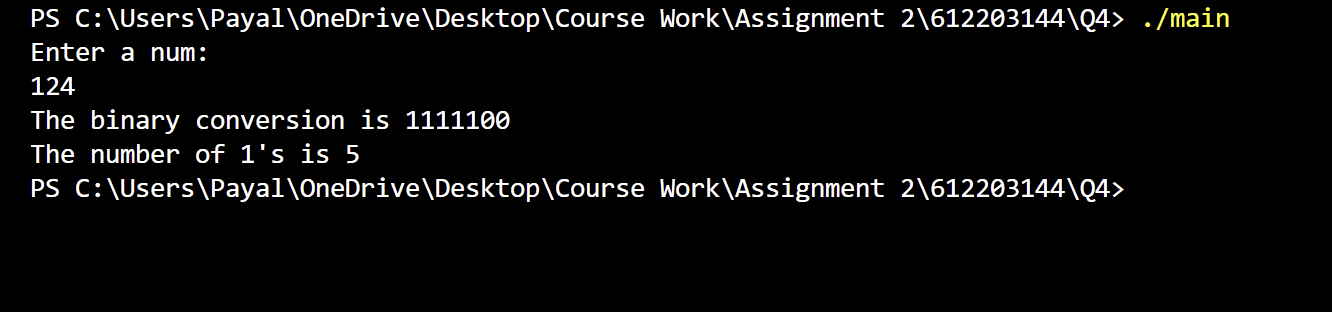 PS C:\Users\Payal\OneDrive\Desktop\Course Work\Assignment 2\612203144\Q4> ./main
Enter a num:
124
The binary conversion is 1111100
The number of 1's is 5
PS C:\Users\Payal\OneDrive\Desktop\Course Work\Assignment 2\612203144\Q4>